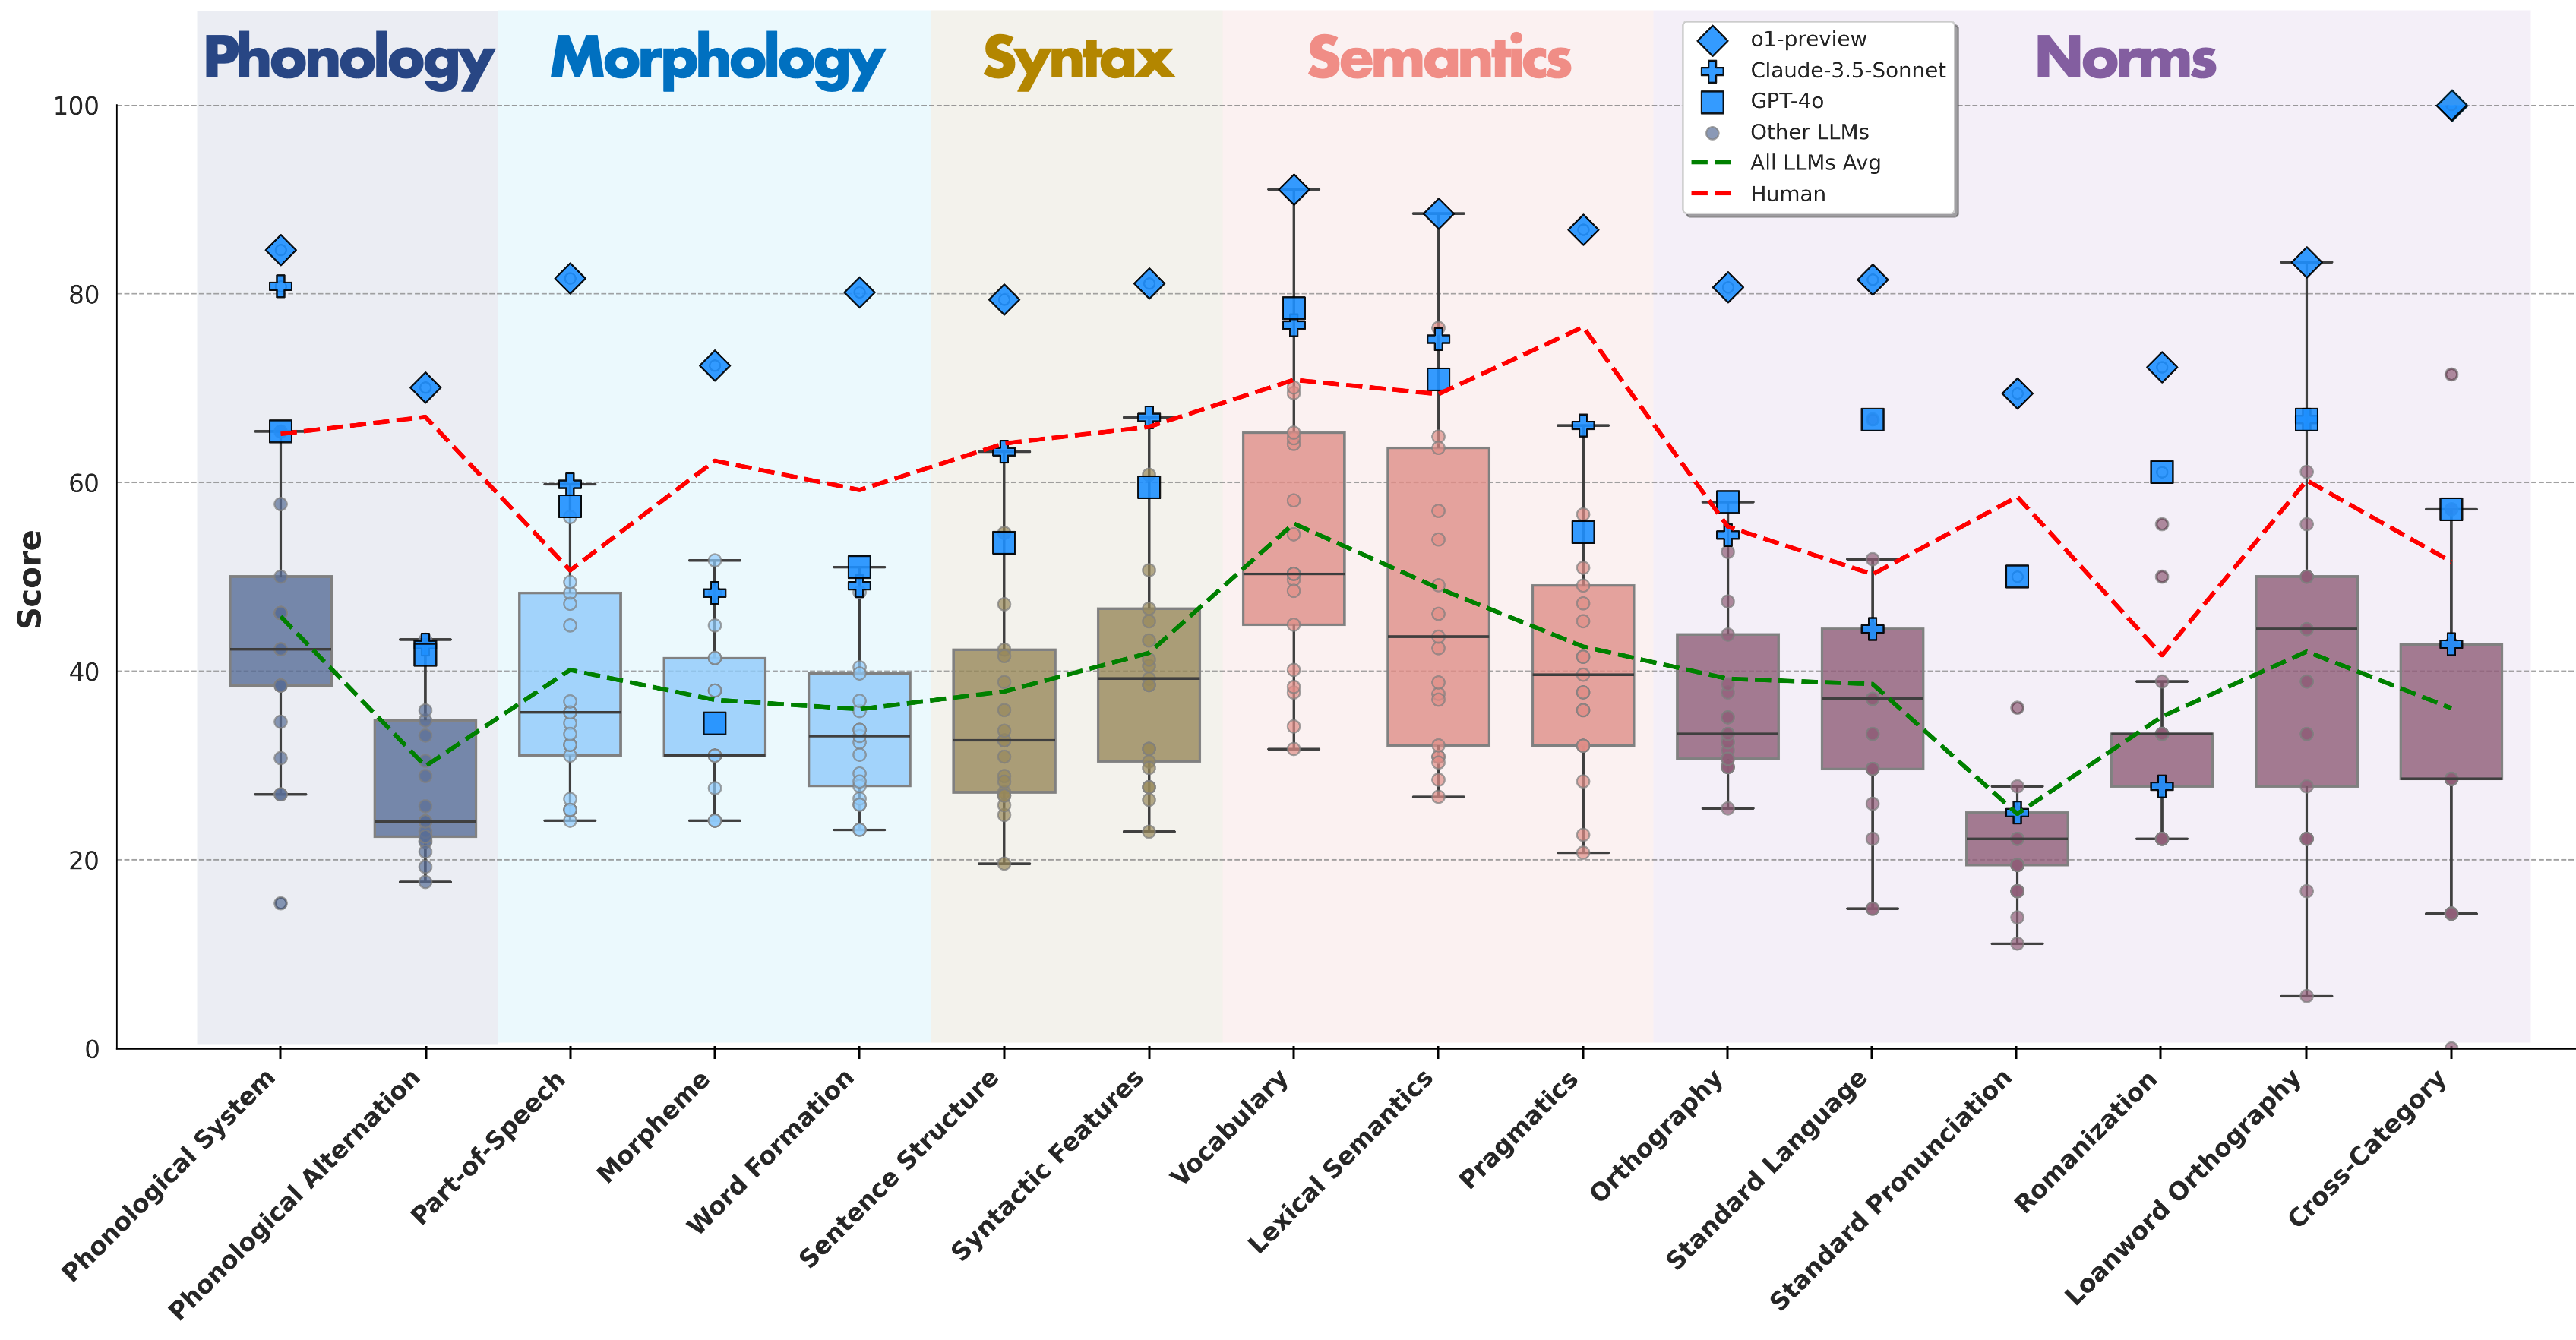 Phonology
Morphology
Syntax
Semantics
Norms
o1-preview
Claude-3.5-Sonnet
GPT-4o
Other LLMs
All LLMs Avg
Human
Score
100
80
60
40
20
0
Phonological System
Phonological Alternation
Part-of-Speech
Morpheme
Word Formation
Sentence Structure
Syntactic Features
Vocabulary
Lexical Semantics
Pragmatics
Orthography
Standard Language
Standard Pronunciation
Romanization
Loanword Orthography
Cross-Category